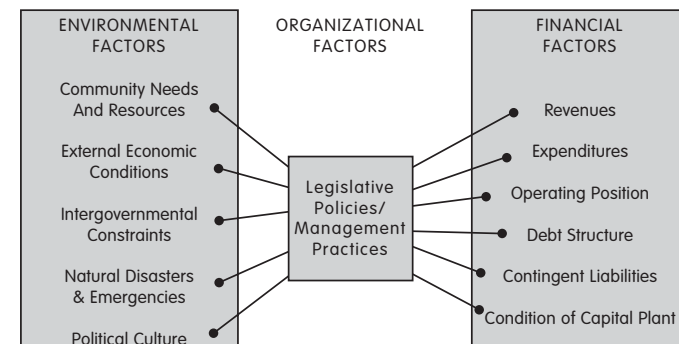 ENVIRONMENTAL
FACTORS
Community Needs
And Resources
External Economic
Conditions
Intergovernmental
Constraints
Natural Disasters
& Emergencies
Political Culture
ORGANIZATIONAL
FACTORS
Legislative
Policies/
Management
Practices
FINANCIAL
FACTORS
Revenues
Expenditures
Operating Position
Debt Structure
Contingent Liabilities
Condition of Capital Plant